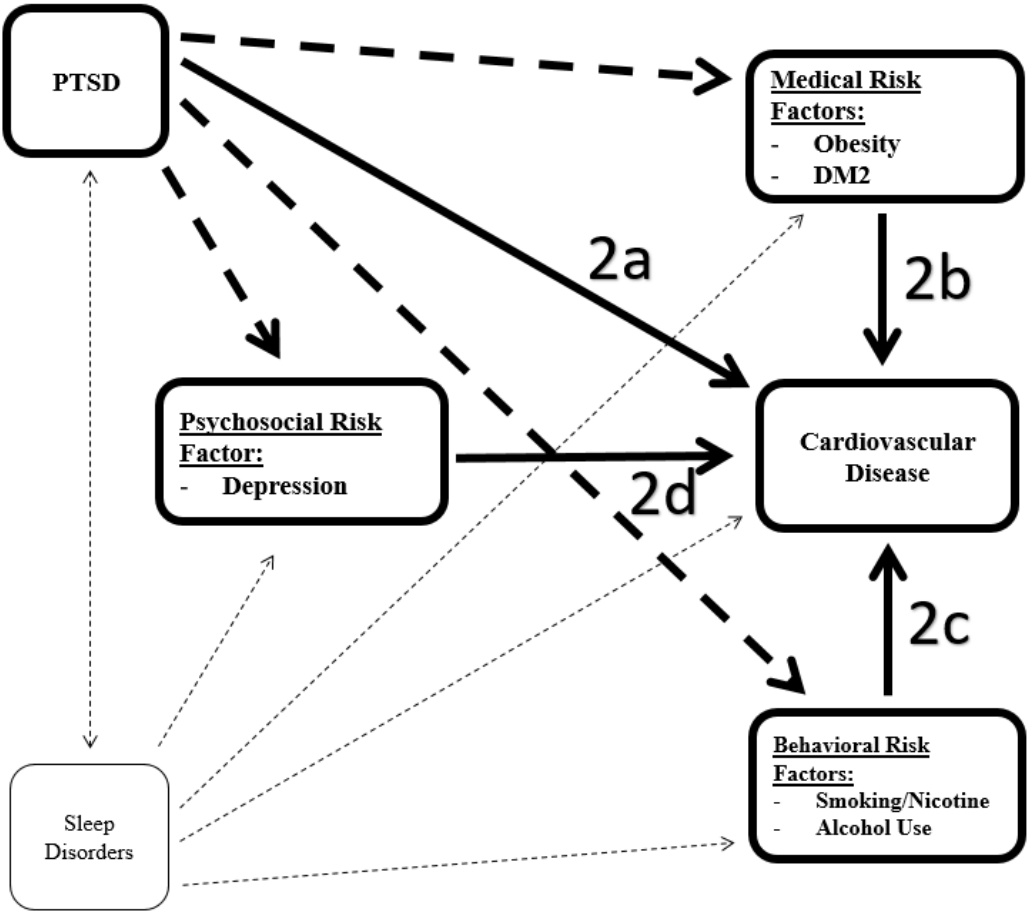 PTSD
Medical Risk
Factors:
- Obesity
- DM2
2a
2b
Psychosocial Risk
Factor:
- Depression
Cardiovascular
Disease
2d
2c
Behavioral Risk
Factors:
- Smoking/Nicotine
- Alcohol Use
Sleep
Disorders